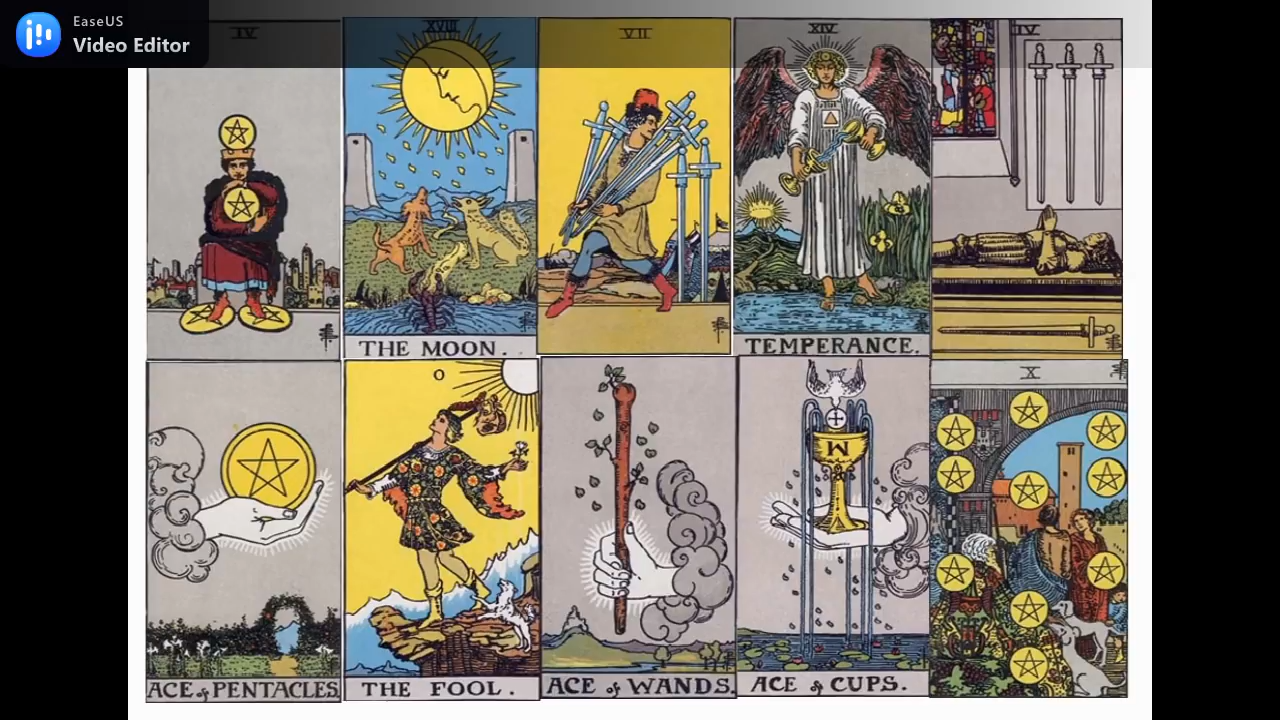 EaseUS
Video Editor
IV
XVIII
VII
XIV
IV
THE MOON.
TEMPERANCE.
0
X
M
ACE of PENTACLES
THE FOOL.
ACE of WANDS.
ACE of CUPS.